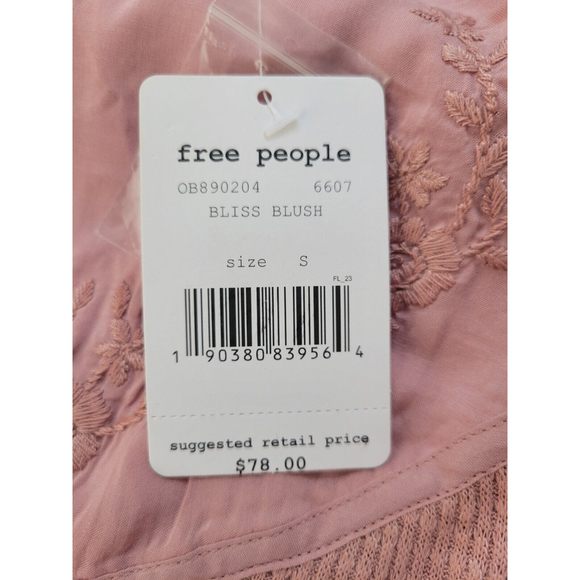 free people
OB890204 6607
BLISS BLUSH
size S
FL_23
1 90380 83956 4
suggested retail price
$78.00